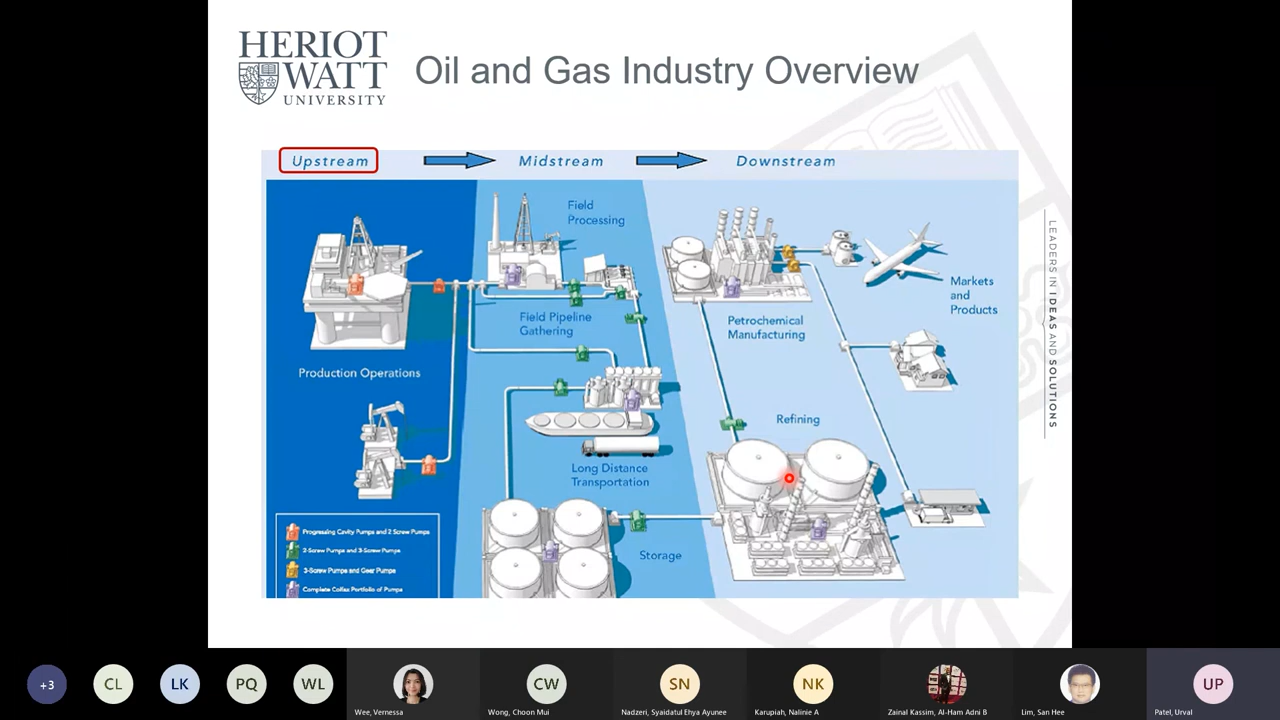 HERIOT
WATT
UNIVERSITY
Oil and Gas Industry Overview
Upstream
Midstream
Downstream
Field
Processing
Field Pipeline
Gathering
Production Operations
Long Distance
Transportation
Storage
Petrochemical
Manufacturing
Refining
Markets
and
Products
Progressing Cavity Pumps and 2 Screw Pumps
2-Screw Pumps and 3-Screw Pumps
3-Screw Pumps and Gear Pumps
Complete Colfax Portfolio of Pumps
LEADERS IN IDEAS AND SOLUTIONS
+3
CL
LK
PQ
WL
Wee, Vernessa
CW
Wong, Choon Mui
SN
Nadzeri, Syaidatul Ehya Ayunee
NK
Karupiah, Nalinie A
Zainal Kassim, Al-Ham Adni B
Lim, San Hee
UP
Patel, Urval